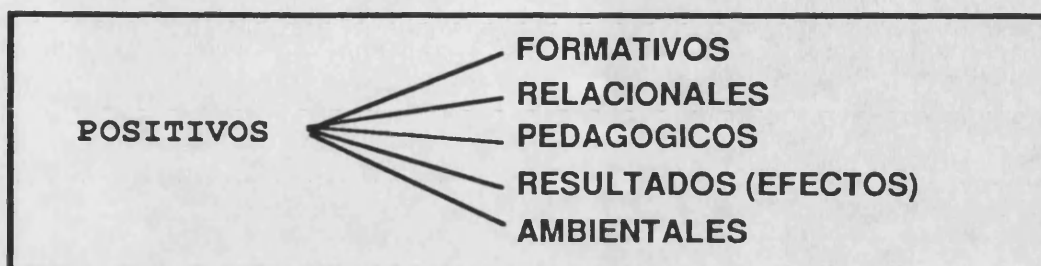 FORMATIVOS
RELACIONALES
POSITIVOS
PEDAGOGICOS
RESULTADOS (EFECTOS)
AMBIENTALES